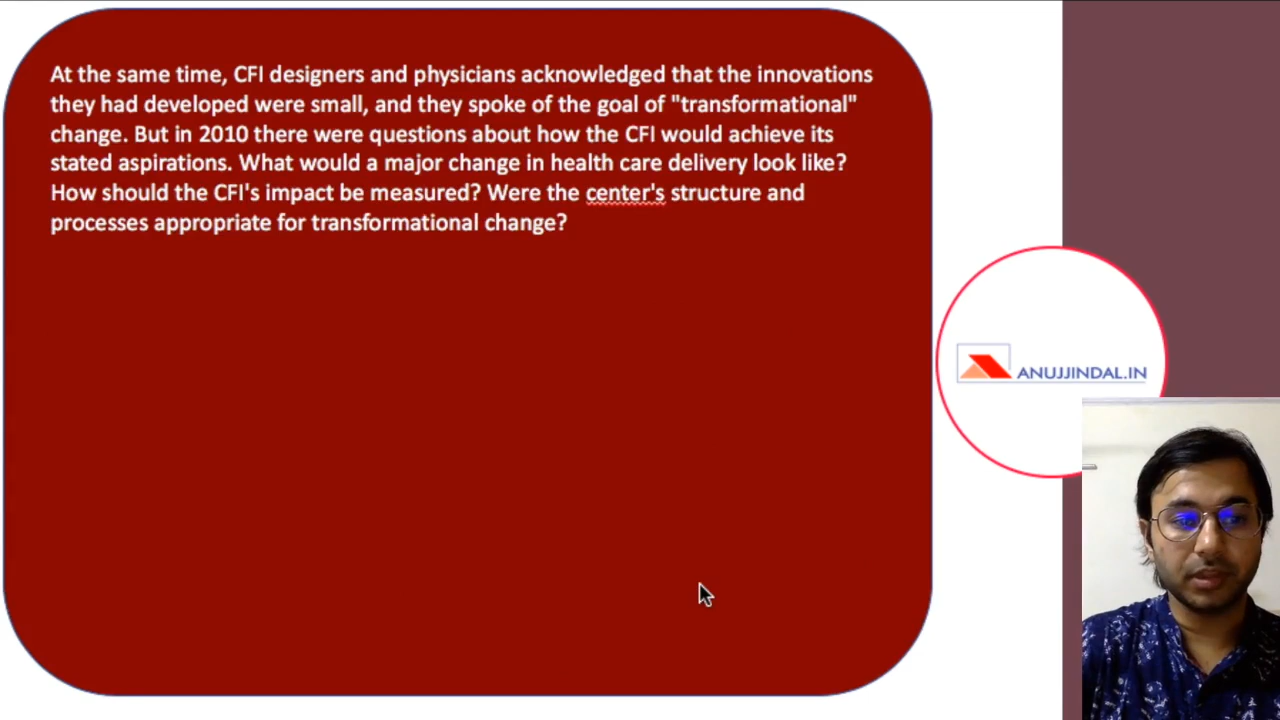 At the same time, CFI designers and physicians acknowledged that the innovations
they had developed were small, and they spoke of the goal of "transformational"
change. But in 2010 there were questions about how the CFI would achieve its
stated aspirations. What would a major change in health care delivery look like?
How should the CFI's impact be measured? Were the center's structure and
processes appropriate for transformational change?
ANUJJINDAL.IN